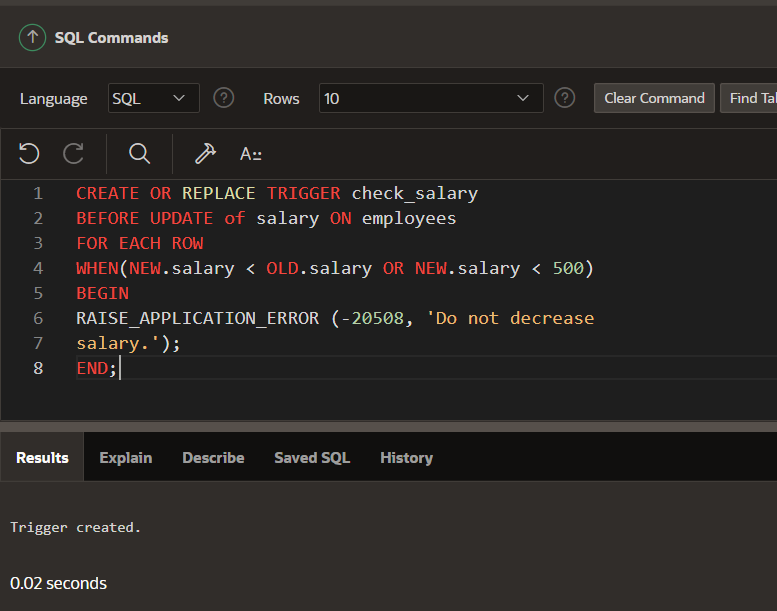 SQL Commands
Language SQL Rows 10 Clear Command Find Ta
A::
1 CREATE OR REPLACE TRIGGER check_salary
2 BEFORE UPDATE of salary ON employees
3 FOR EACH ROW
4 WHEN(NEW.salary < OLD.salary OR NEW.salary < 500)
5 BEGIN
6 RAISE_APPLICATION_ERROR (-20508, 'Do not decrease
7 salary.');
8 END;
Results Explain Describe Saved SQL History
Trigger created.
0.02 seconds